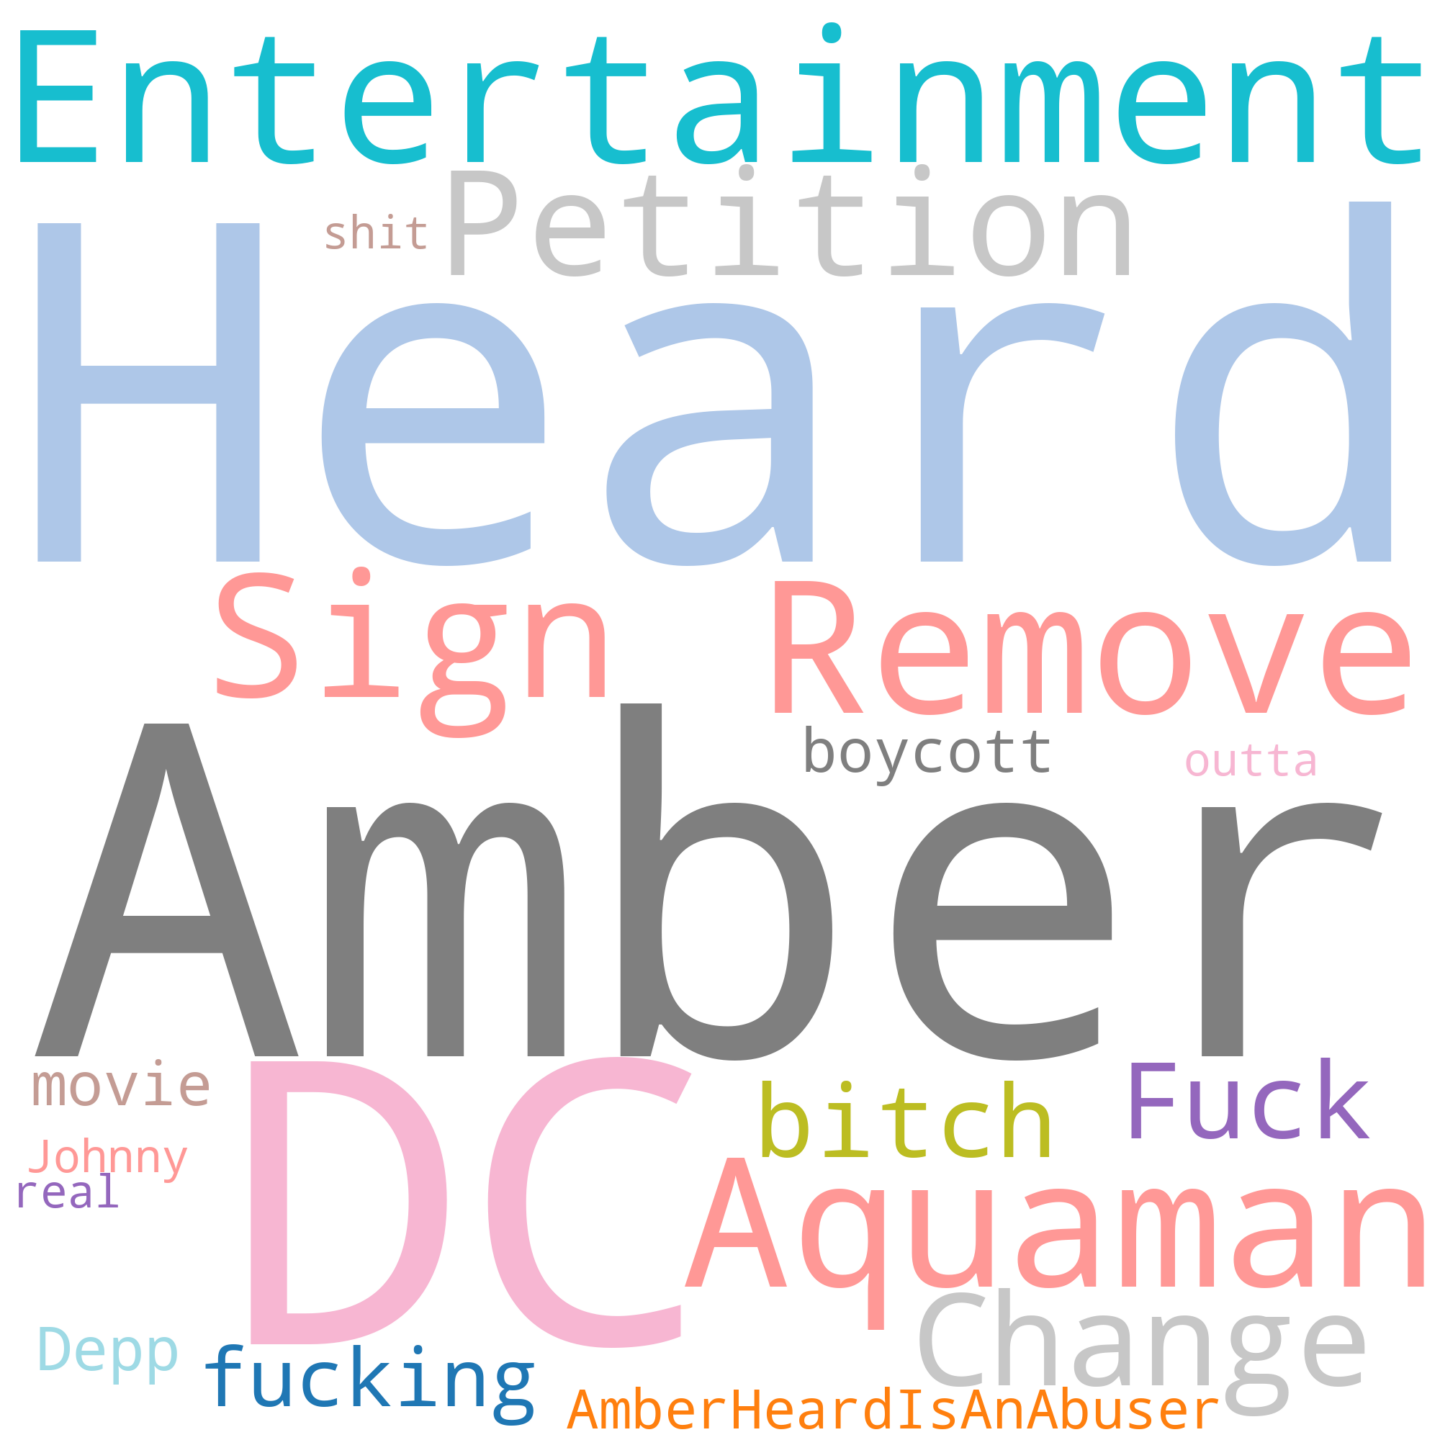 Entertainment
shit Petition
Heard
Sign Remove
boycott outta
Amber
movie DC bitch Fuck
Johnny
real Aquaman
Change
Depp fucking
AmberHeardIsAnAbuser